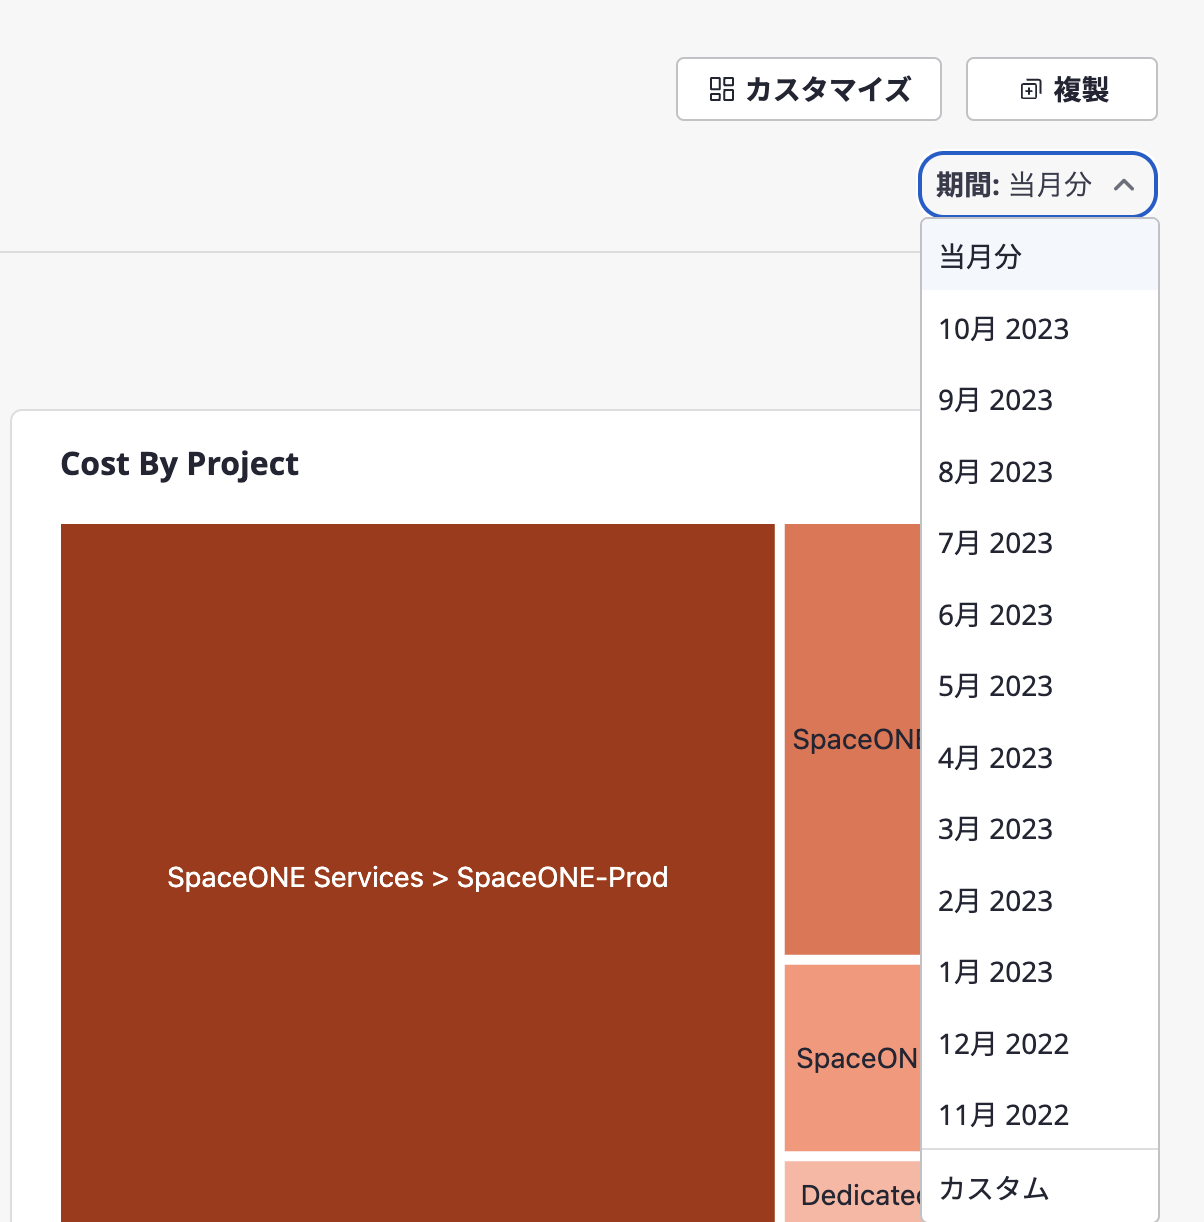 カスタマイズ
複製
期間: 当月分
当月分
10月 2023
9月 2023
8月 2023
7月 2023
6月 2023
5月 2023
4月 2023
3月 2023
2月 2023
1月 2023
12月 2022
11月 2022
カスタム
Cost By Project
SpaceONE Services > SpaceONE-Prod
SpaceONE
SpaceON
Dedicated